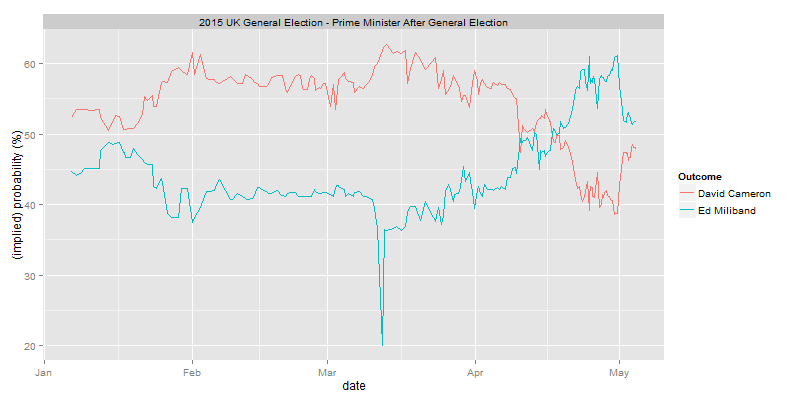 2015 UK General Election - Prime Minister After General Election
(implied) probability (%)
60
50
40
30
20
Jan
Feb
Mar
Apr
May
date
Outcome
David Cameron
Ed Miliband